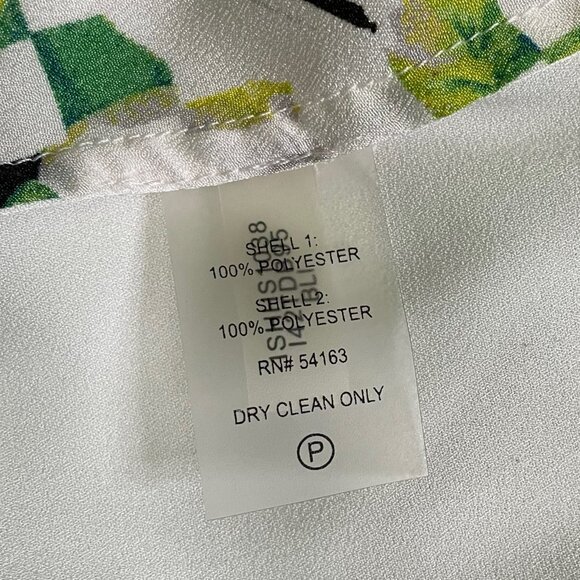 SHELL 1:
100% POLYESTER
SHELL 2:
100% POLYESTER
RN# 54163
DRY CLEAN ONLY
P